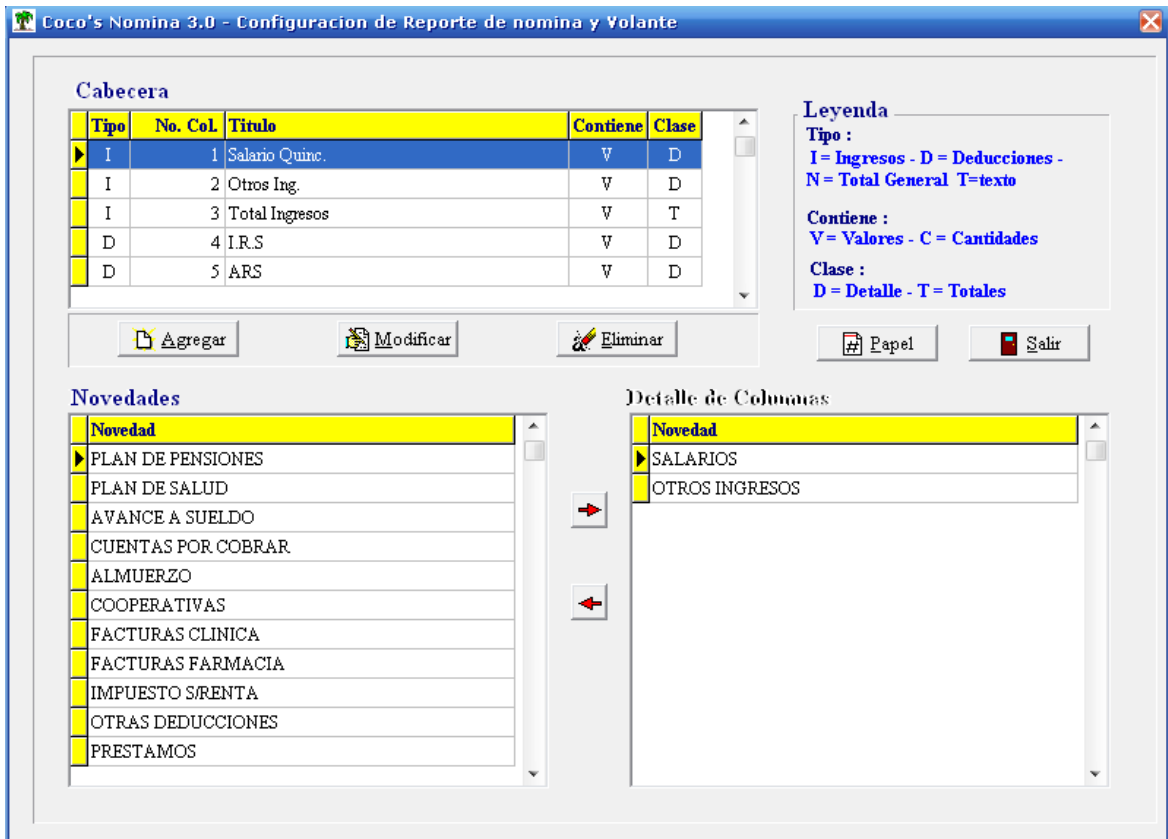 Coco's Nomina 3.0 - Configuracion de Reporte de nomina y Volante
Cabecera
Tipo No. Col. Titulo Contiene Clase
I 1 Salario Quinc. V D
I 2 Otros Ing. V D
I 3 Total Ingresos V T
D 4 I.R.S V D
D 5 ARS V D
Leyenda
Tipo :
I = Ingresos - D = Deducciones -
N = Total General T=texto
Contiene :
V = Valores - C = Cantidades
Clase :
D = Detalle - T = Totales
Agregar Modificar Eliminar Papel Salir
Novedades
Novedad
PLAN DE PENSIONES
PLAN DE SALUD
AVANCE A SUELDO
CUENTAS POR COBRAR
ALMUERZO
COOPERATIVAS
FACTURAS CLINICA
FACTURAS FARMACIA
IMPUESTO S/RENTA
OTRAS DEDUCCIONES
PRESTAMOS
Detalle de Columnas
Novedad
SALARIOS
OTROS INGRESOS